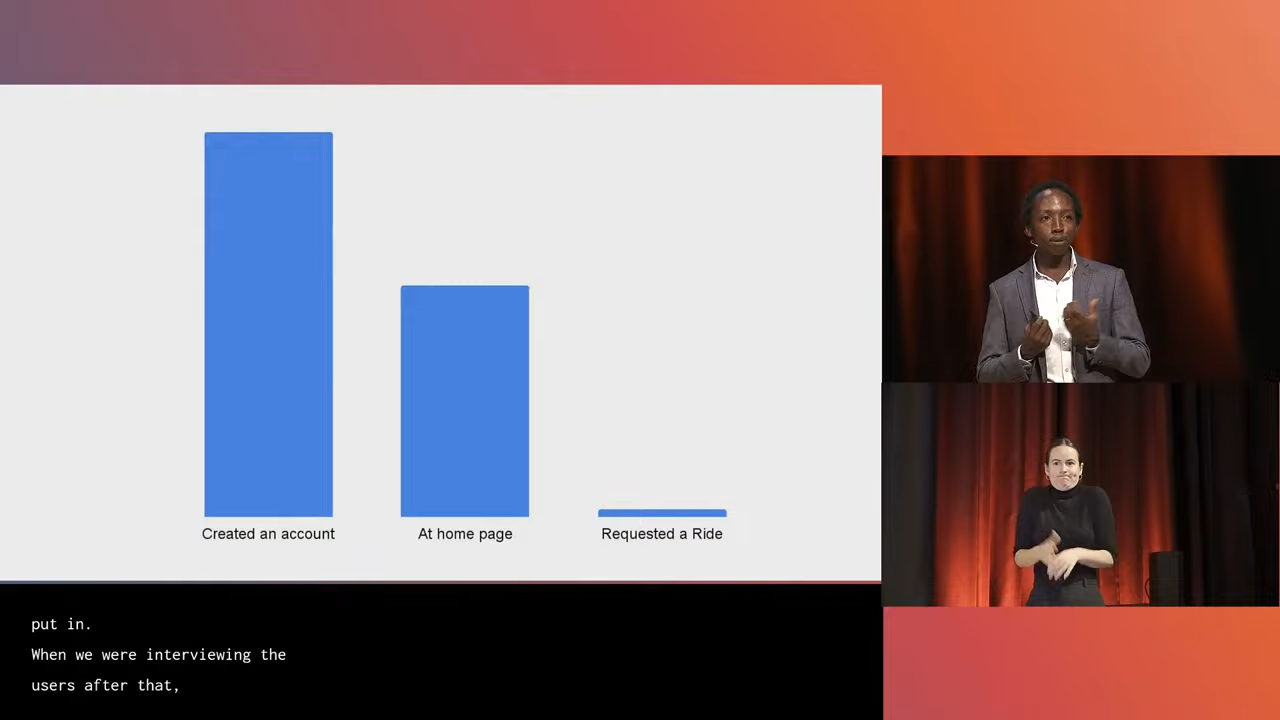 Created an account
At home page
Requested a Ride
put in.
When we were interviewing the
users after that,